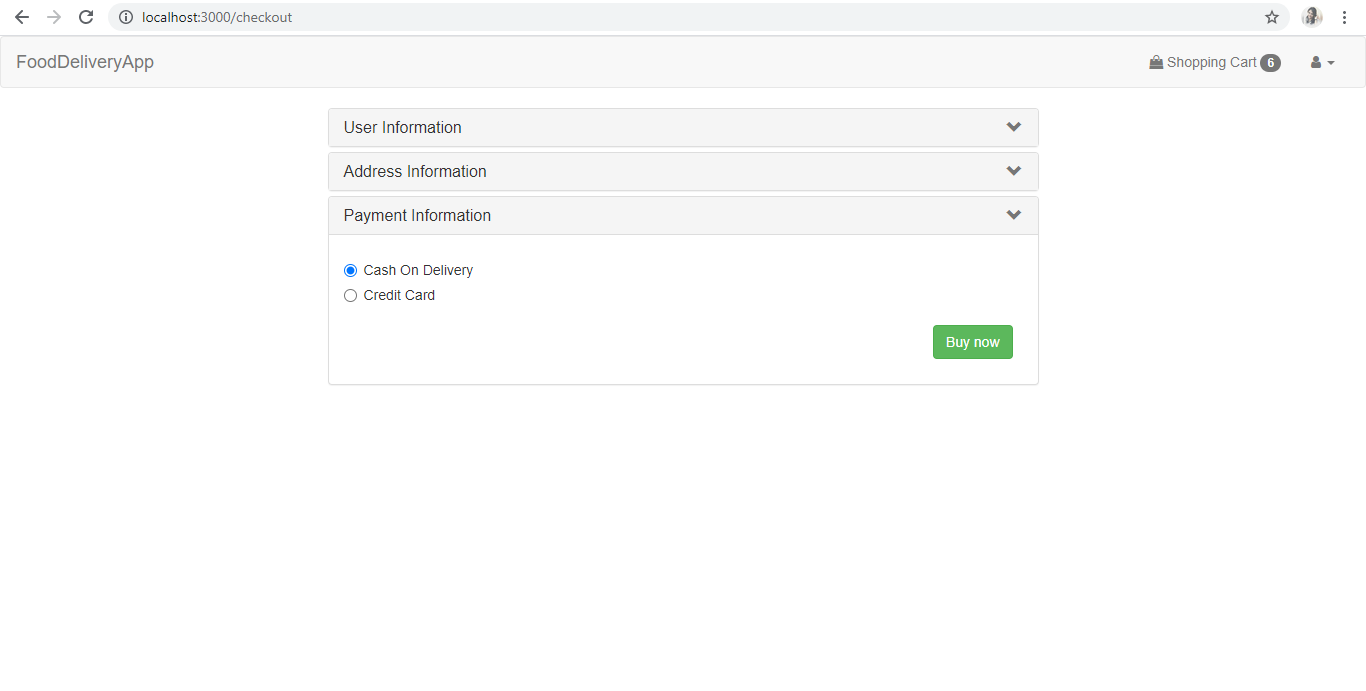 localhost:3000/checkout
FoodDeliveryApp Shopping Cart 6
User Information
Address Information
Payment Information
Cash On Delivery
Credit Card
Buy now